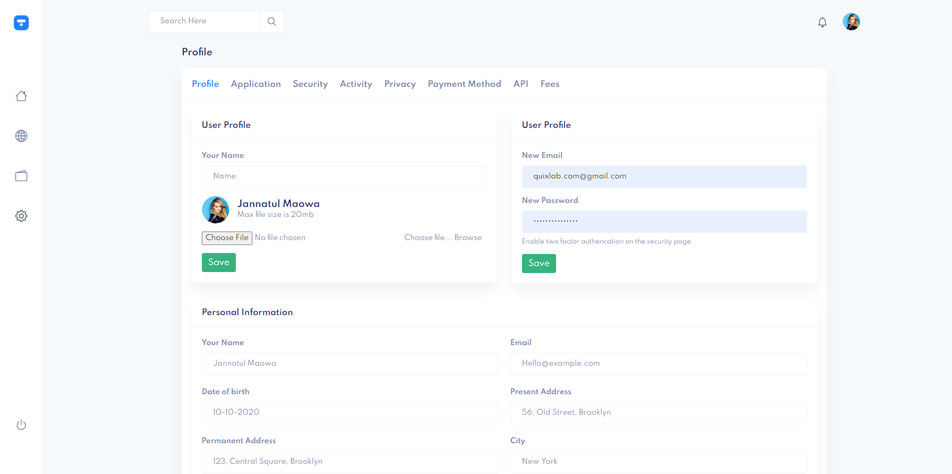 Search Here
Profile
Profile Application Security Activity Privacy Payment Method API Fees
User Profile
Your Name
Name
Jannatul Maowa
Max file size is 20mb
Choose File No file chosen
Choose file... Browse
Save
User Profile
New Email
quixlab.com@gmail.com
New Password
Enable two factor authencation on the security page
Save
Personal Information
Your Name
Jannatul Maowa
Email
Hello@example.com
Date of birth
10-10-2020
Present Address
56, Old Street, Brooklyn
Permanent Address
123, Central Square, Brooklyn
City
New York